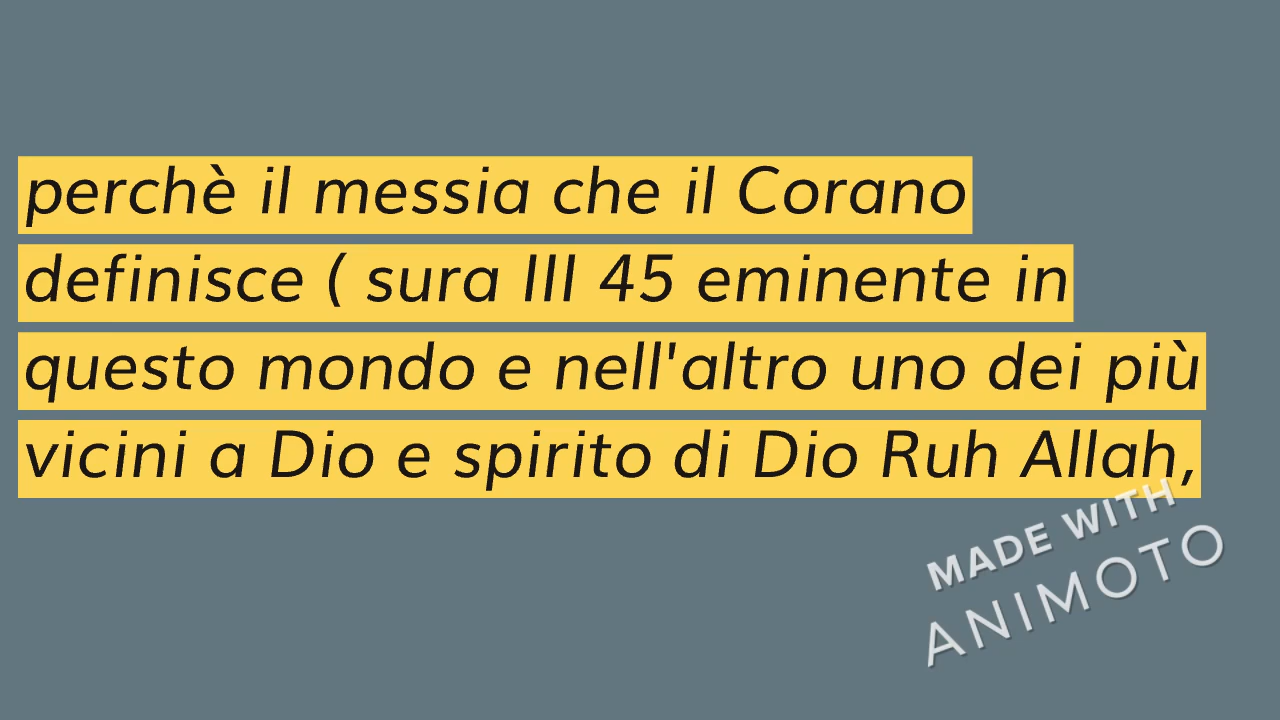 perchè il messia che il Corano
definisce ( sura III 45 eminente in
questo mondo e nell'altro uno dei più
vicini a Dio e spirito di Dio Ruh Allah,
MADE WITH
ANIMOTO